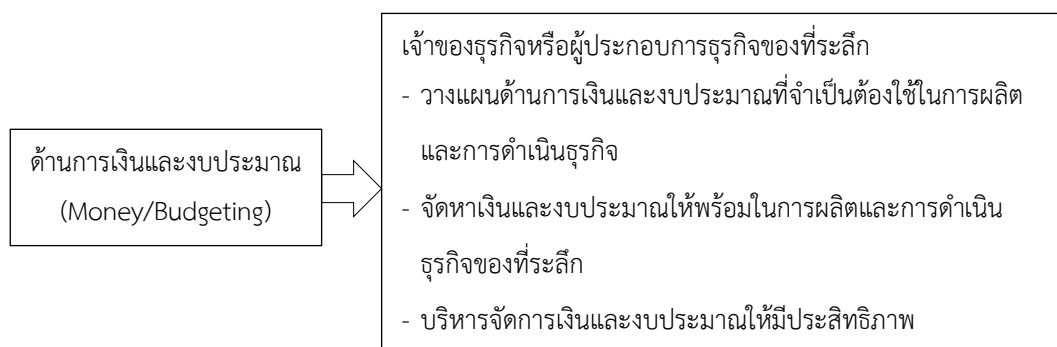 ด้านการเงินและงบประมาณ
(Money/Budgeting)
เจ้าของธุรกิจหรือผู้ประกอบการธุรกิจของที่ระลึก
- วางแผนด้านการเงินและงบประมาณที่จำเป็นต้องใช้ในการผลิต
และการดำเนินธุรกิจ
- จัดหาเงินและงบประมาณให้พร้อมในการผลิตและการดำเนิน
ธุรกิจของที่ระลึก
- บริหารจัดการเงินและงบประมาณให้มีประสิทธิภาพ